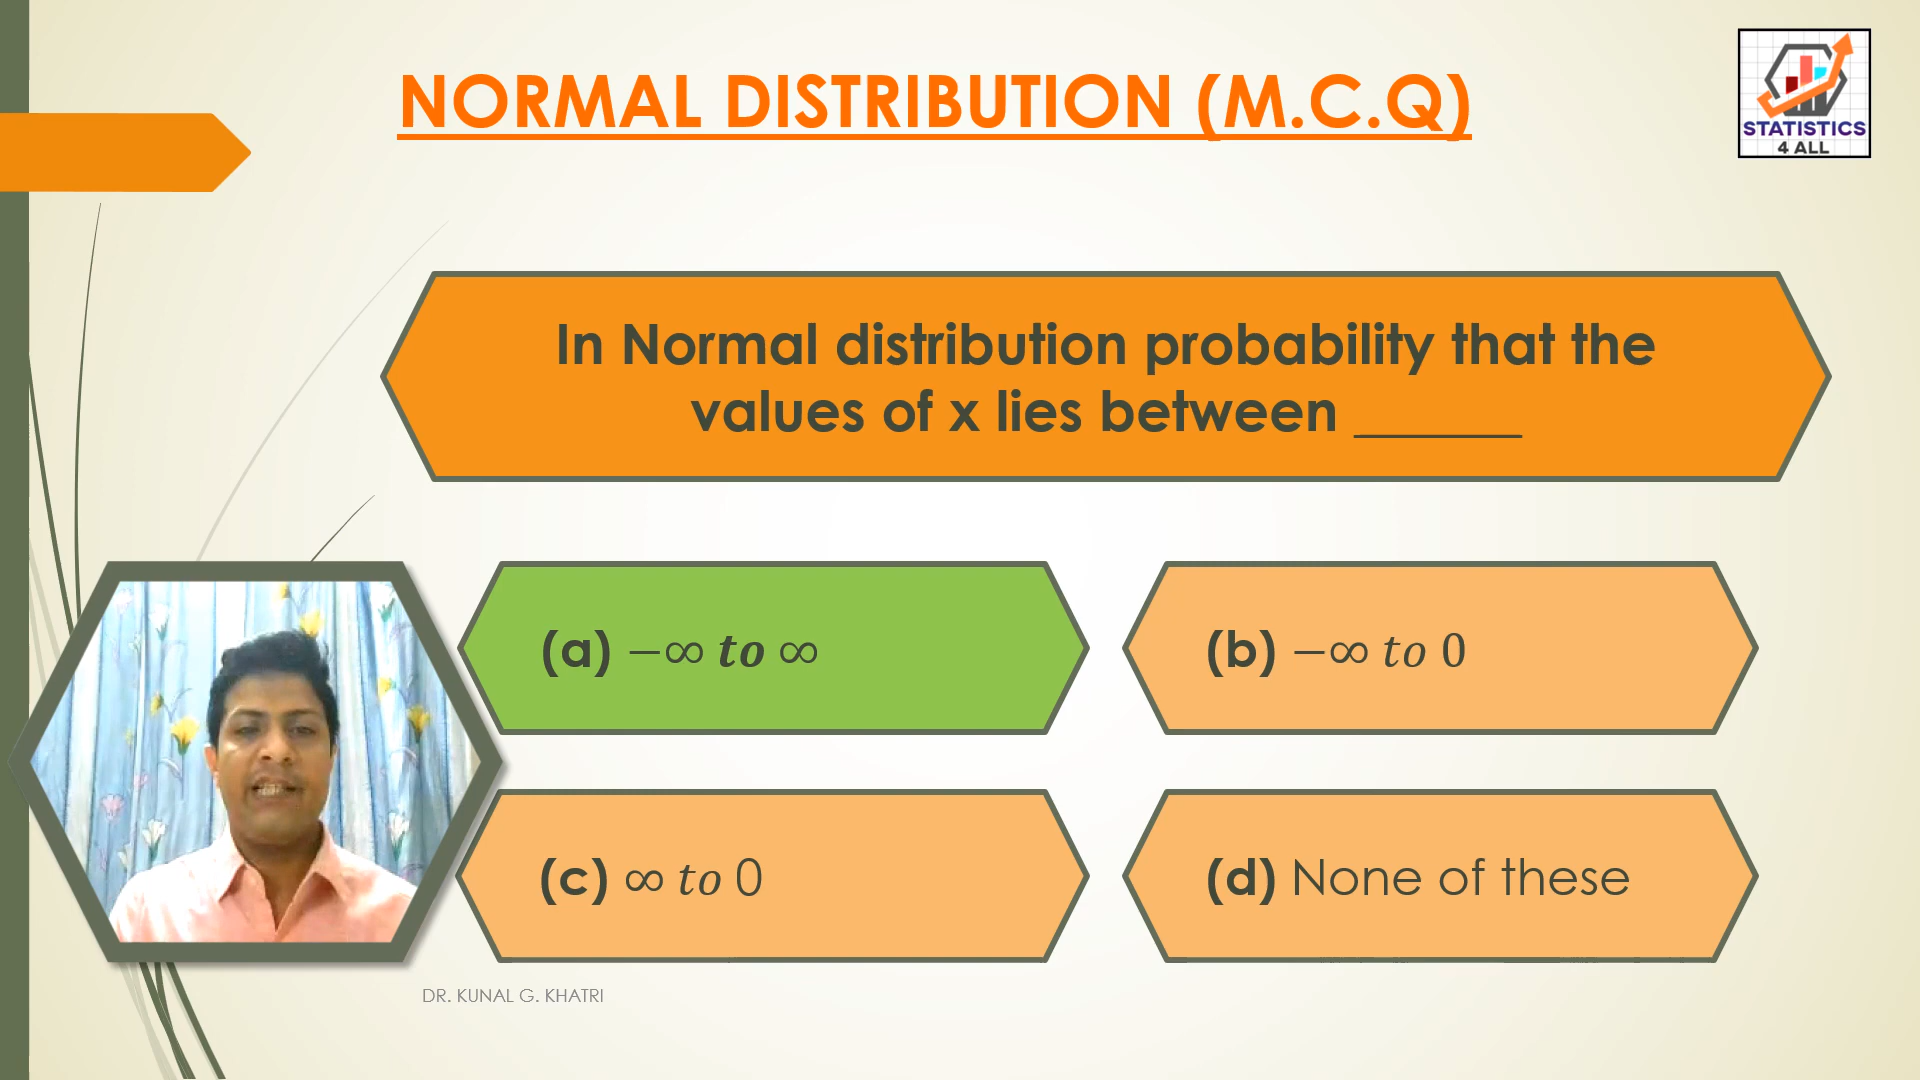 NORMAL DISTRIBUTION (M.C.Q)
STATISTICS
4 ALL
In Normal distribution probability that the
values of x lies between ______
(a) −∞ to ∞
(b) −∞ to 0
(c) ∞ to 0
(d) None of these
DR. KUNAL G. KHATRI